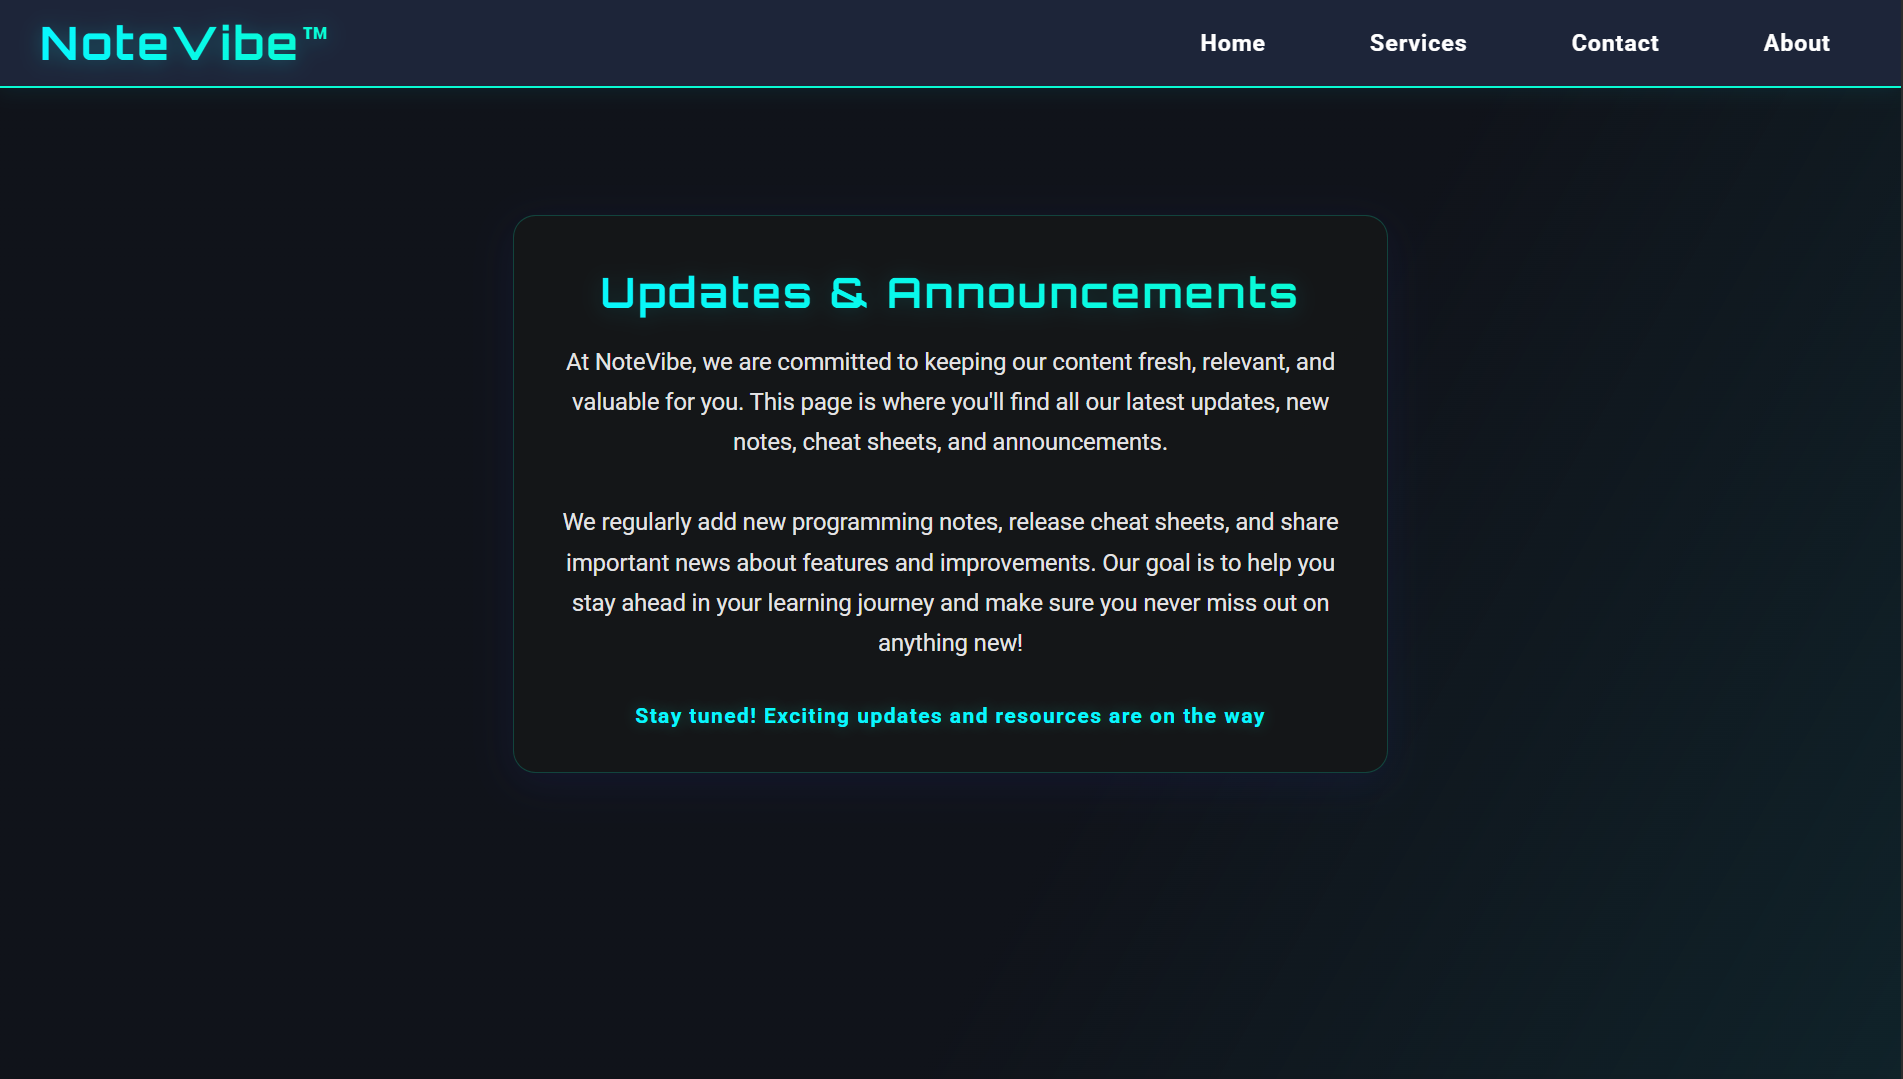 NoteVibe™
Home Services Contact About
Updates & Announcements
At NoteVibe, we are committed to keeping our content fresh, relevant, and
valuable for you. This page is where you'll find all our latest updates, new
notes, cheat sheets, and announcements.
We regularly add new programming notes, release cheat sheets, and share
important news about features and improvements. Our goal is to help you
stay ahead in your learning journey and make sure you never miss out on
anything new!
Stay tuned! Exciting updates and resources are on the way